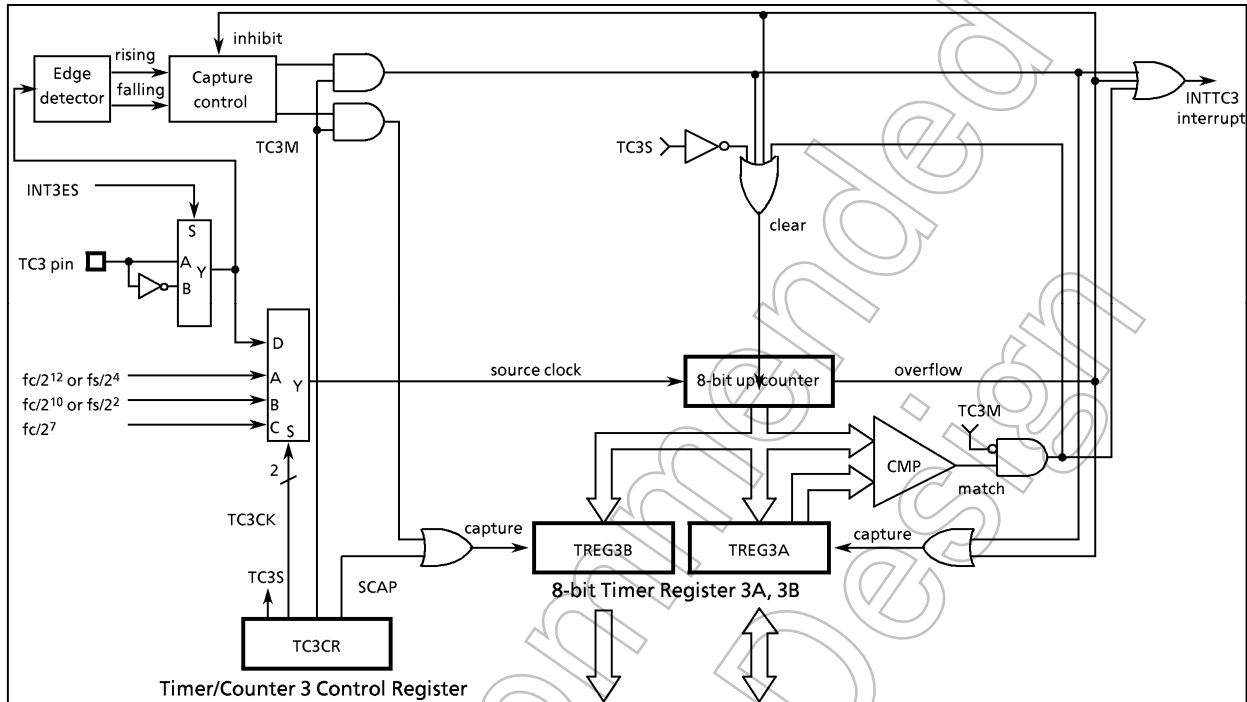 inhibit
rising
Edge
detector
falling
Capture
control
TC3M
TC3S
INTTC3
interrupt
clear
INT3ES
S
TC3 pin
A
Y
B
D
fc/2¹² or fs/2⁴
A
Y
fc/2¹⁰ or fs/2²
B
fc/2⁷
C
S
source clock
8-bit up counter
overflow
TC3M
CMP
match
2
TC3CK
capture
TREG3B
TREG3A
capture
TC3S
SCAP
8-bit Timer Register 3A, 3B
TC3CR
Timer/Counter 3 Control Register
ommended
Design